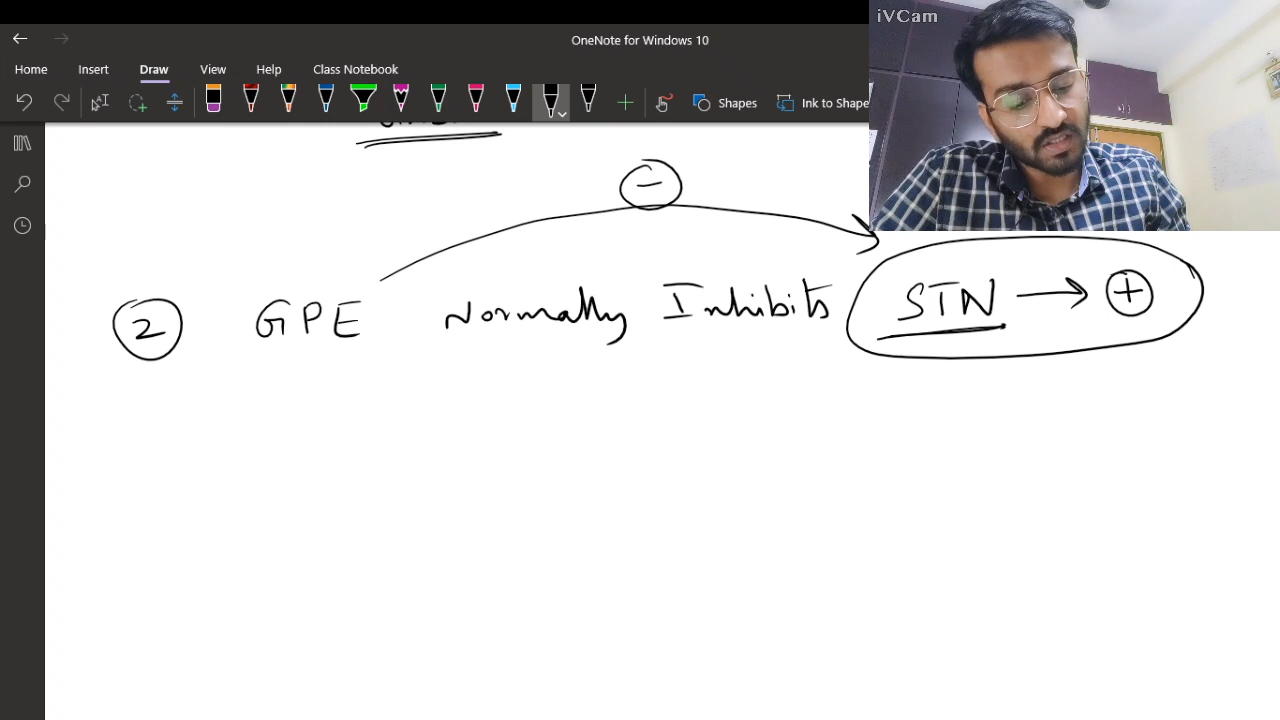 iVCam
OneNote for Windows 10
Home Insert Draw View Help Class Notebook
Shapes Ink to Shape
−
2 GPE Normally Inhibits STN → +